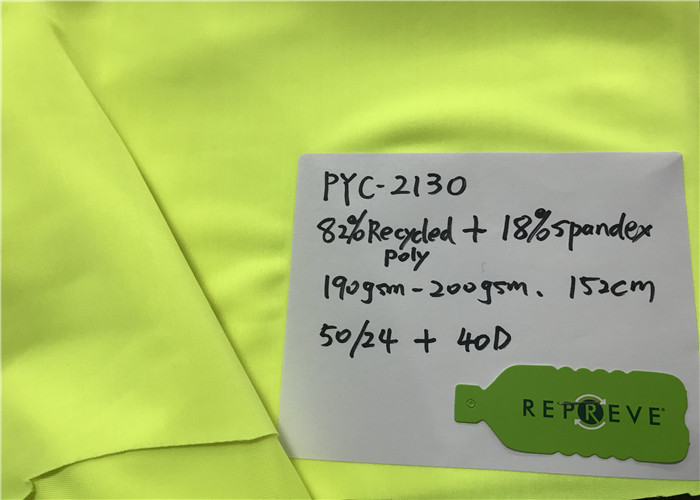 PYC-2130
82%Recycled + 18%spandex
poly
190gsm-200gsm、152cm
50/24 + 40D
REPREVE®